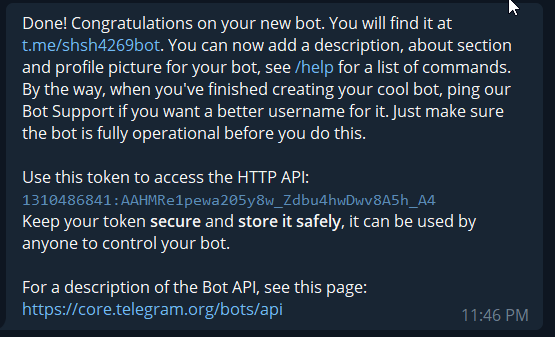 Done! Congratulations on your new bot. You will find it at
t.me/shsh4269bot. You can now add a description, about section
and profile picture for your bot, see /help for a list of commands.
By the way, when you've finished creating your cool bot, ping our
Bot Support if you want a better username for it. Just make sure
the bot is fully operational before you do this.
Use this token to access the HTTP API:
1310486841:AAHMRe1pewa205y8w_Zdbu4hwDwv8A5h_A4
Keep your token secure and store it safely, it can be used by
anyone to control your bot.
For a description of the Bot API, see this page:
https://core.telegram.org/bots/api
11:46 PM